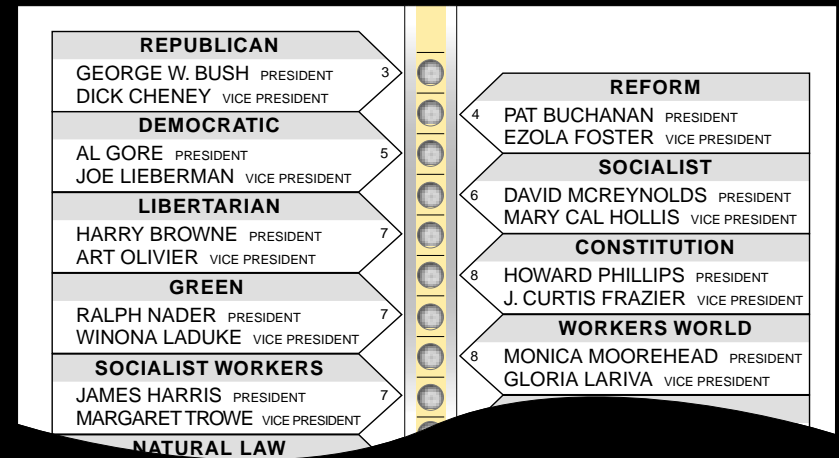 REPUBLICAN
GEORGE W. BUSH PRESIDENT 3
DICK CHENEY VICE PRESIDENT
DEMOCRATIC
AL GORE PRESIDENT 5
JOE LIEBERMAN VICE PRESIDENT
LIBERTARIAN
HARRY BROWNE PRESIDENT 7
ART OLIVIER VICE PRESIDENT
GREEN
RALPH NADER PRESIDENT 7
WINONA LADUKE VICE PRESIDENT
SOCIALIST WORKERS
JAMES HARRIS PRESIDENT 7
MARGARET TROWE VICE PRESIDENT
NATURAL LAW
REFORM
4 PAT BUCHANAN PRESIDENT
EZOLA FOSTER VICE PRESIDENT
SOCIALIST
6 DAVID MCREYNOLDS PRESIDENT
MARY CAL HOLLIS VICE PRESIDENT
CONSTITUTION
8 HOWARD PHILLIPS PRESIDENT
J. CURTIS FRAZIER VICE PRESIDENT
WORKERS WORLD
8 MONICA MOOREHEAD PRESIDENT
GLORIA LARIVA VICE PRESIDENT